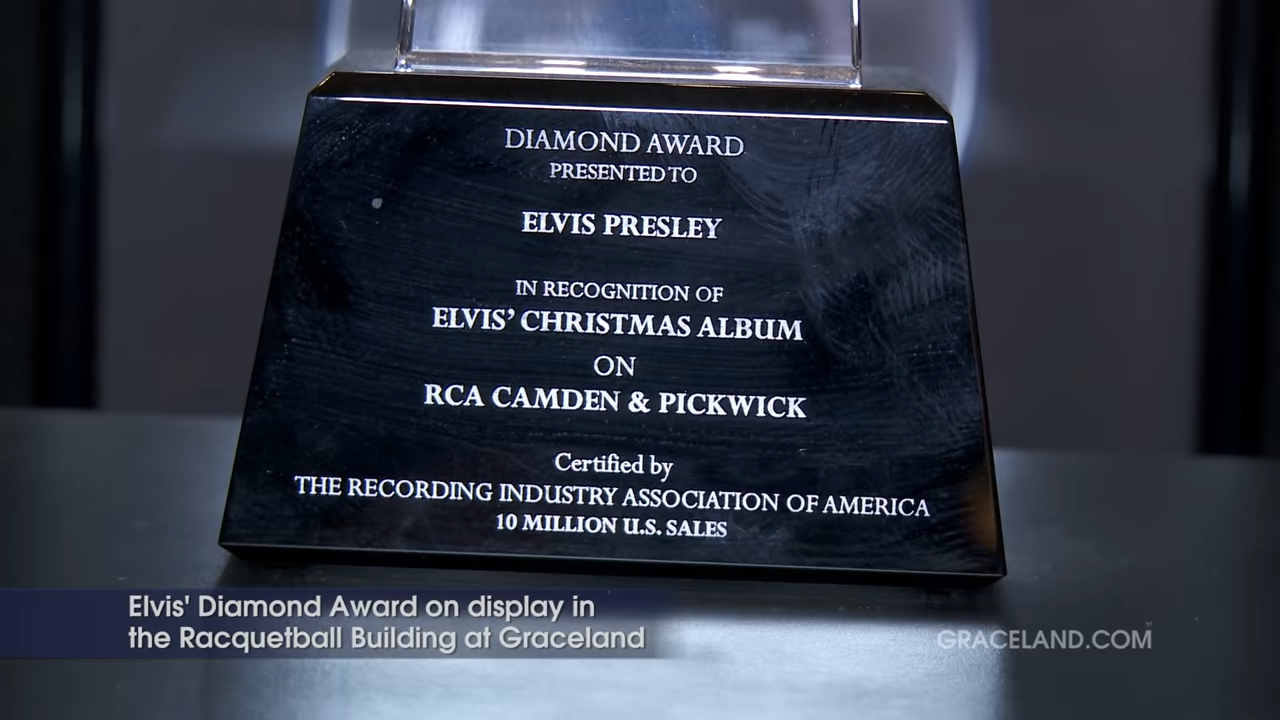 DIAMOND AWARD
PRESENTED TO
ELVIS PRESLEY
IN RECOGNITION OF
ELVIS' CHRISTMAS ALBUM
ON
RCA CAMDEN & PICKWICK
Certified by
THE RECORDING INDUSTRY ASSOCIATION OF AMERICA
10 MILLION U.S. SALES
Elvis' Diamond Award on display in
the Racquetball Building at Graceland
GRACELAND.COM